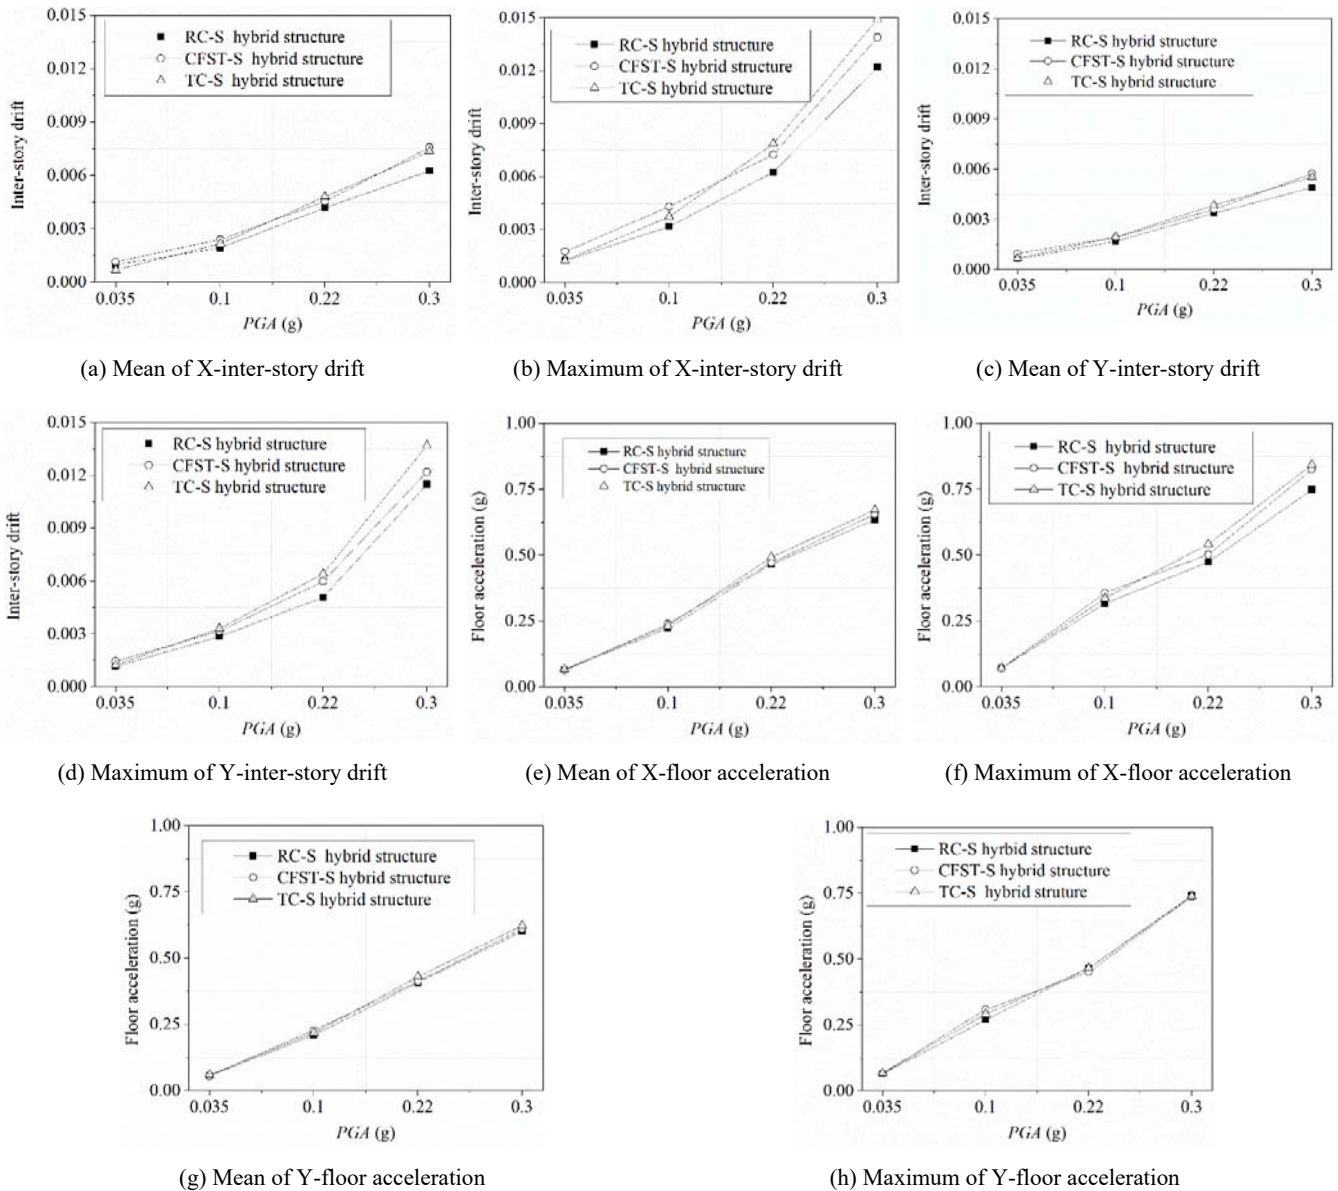 0.015
0.012
0.009
0.006
0.003
0.000
Inter-story drift
RC-S hybrid structure
CFST-S hybrid structure
TC-S hybrid structure
0.035 0.1 0.22 0.3
PGA (g)
(a) Mean of X-inter-story drift
0.015
0.012
0.009
0.006
0.003
0.000
Inter-story drift
RC-S hybrid structure
CFST-S hybrid structure
TC-S hybrid structure
0.035 0.1 0.22 0.3
PGA (g)
(b) Maximum of X-inter-story drift
0.015
0.012
0.009
0.006
0.003
0.000
Inter-story drift
RC-S hybrid structure
CFST-S hybrid structure
TC-S hybrid structure
0.035 0.1 0.22 0.3
PGA (g)
(c) Mean of Y-inter-story drift
0.015
0.012
0.009
0.006
0.003
0.000
Inter-story drift
RC-S hybrid structure
CFST-S hybrid structure
TC-S hybrid structure
0.035 0.1 0.22 0.3
PGA (g)
(d) Maximum of Y-inter-story drift
1.00
0.75
0.50
0.25
0.00
Floor acceleration (g)
RC-S hybrid structure
CFST-S hybrid structure
TC-S hybrid structure
0.035 0.1 0.22 0.3
PGA (g)
(e) Mean of X-floor acceleration
1.00
0.75
0.50
0.25
0.00
Floor acceleration (g)
RC-S hybrid structure
CFST-S hybrid structure
TC-S hybrid structure
0.035 0.1 0.22 0.3
PGA (g)
(f) Maximum of X-floor acceleration
1.00
0.75
0.50
0.25
0.00
Floor acceleration (g)
RC-S hybrid structure
CFST-S hybrid structure
TC-S hybrid structure
0.035 0.1 0.22 0.3
PGA (g)
(g) Mean of Y-floor acceleration
1.00
0.75
0.50
0.25
0.00
Floor acceleration (g)
RC-S hyrbid structure
CFST-S hybrid structure
TC-S hybrid struture
0.035 0.1 0.22 0.3
PGA (g)
(h) Maximum of Y-floor acceleration